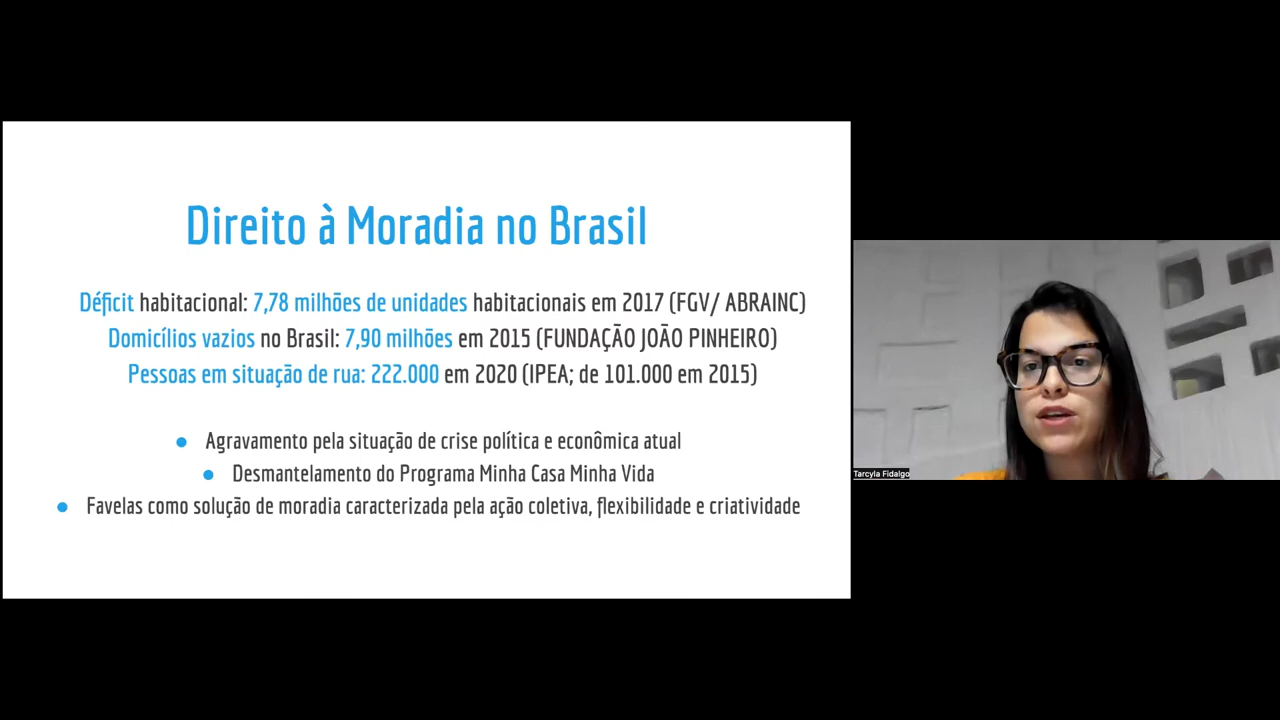 Direito à Moradia no Brasil
Déficit habitacional: 7,78 milhões de unidades habitacionais em 2017 (FGV/ ABRAINC)
Domicílios vazios no Brasil: 7,90 milhões em 2015 (FUNDAÇÃO JOÃO PINHEIRO)
Pessoas em situação de rua: 222.000 em 2020 (IPEA; de 101.000 em 2015)
● Agravamento pela situação de crise política e econômica atual
● Desmantelamento do Programa Minha Casa Minha Vida
● Favelas como solução de moradia caracterizada pela ação coletiva, flexibilidade e criatividade
Tarcyla Fidalgo